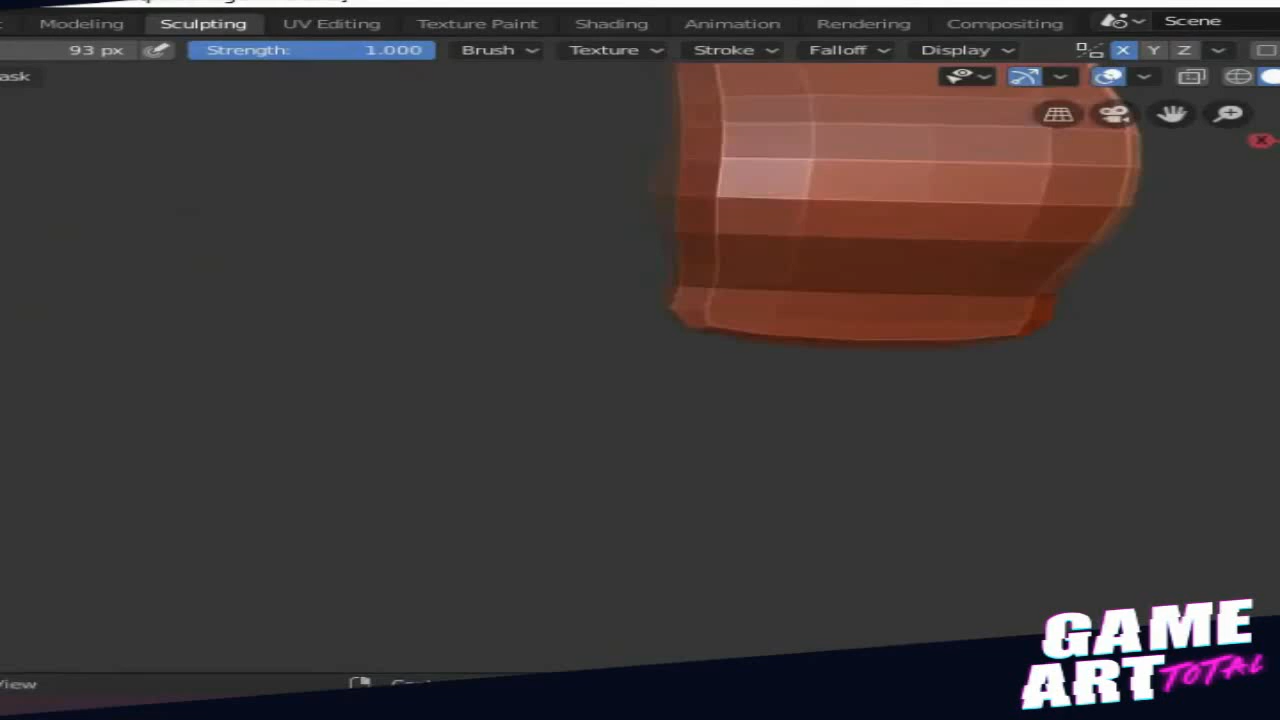 Modeling Sculpting UV Editing Texture Paint Shading Animation Rendering Compositing Scene
93 px Strength: 1.000 Brush Texture Stroke Falloff Display X Y Z
ask
View
GAME
ART TOTAL